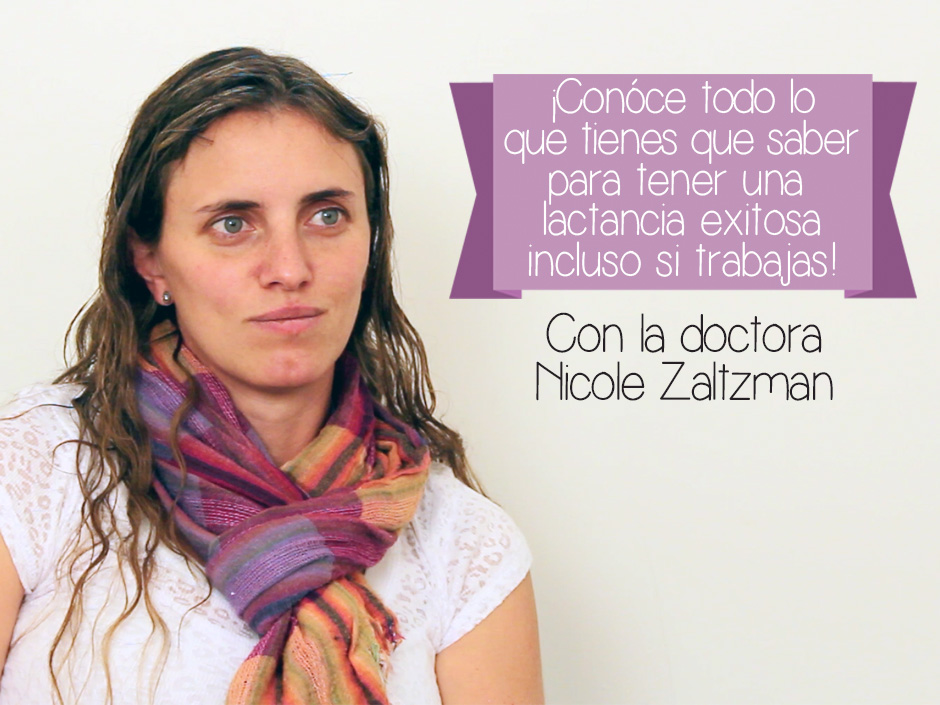 ¡Conóce todo lo
que tienes que saber
para tener una
lactancia exitosa
incluso si trabajas!
Con la doctora
Nicole Zaltzman